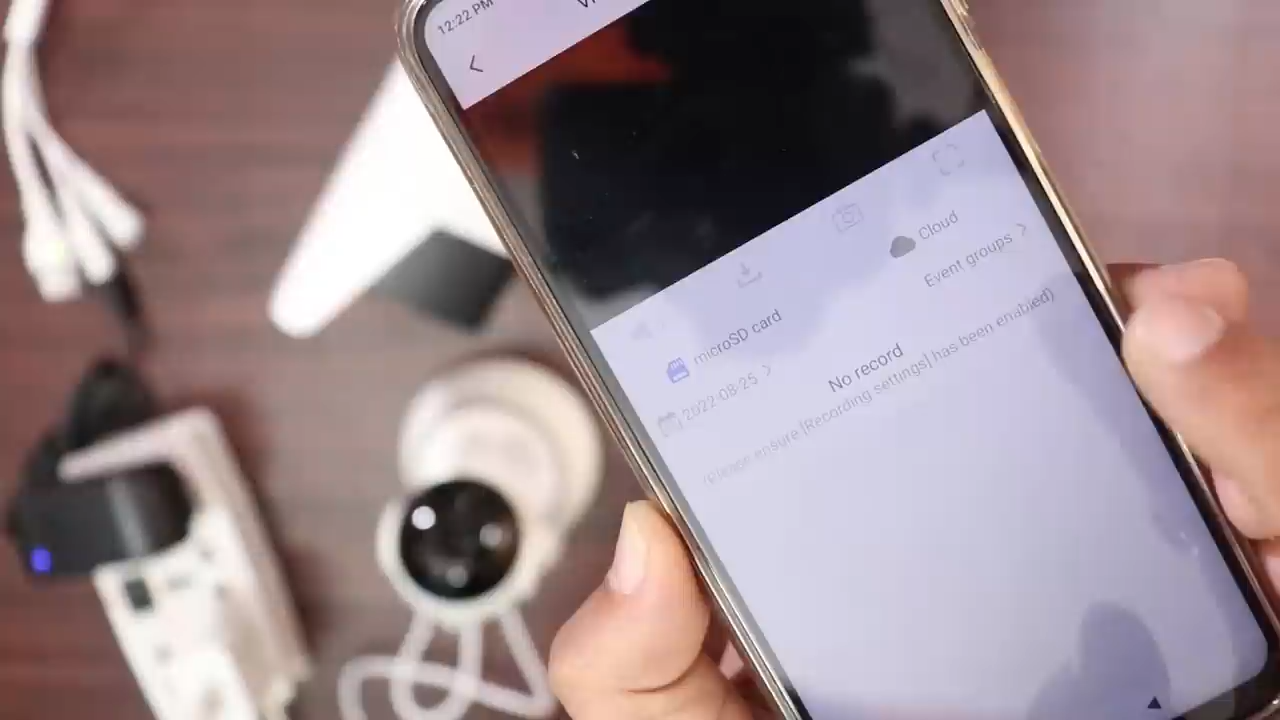 12:22 PM
microSD card
Cloud
2022-08-25
Event groups
No record
(Please ensure [Recording settings] has been enabled)